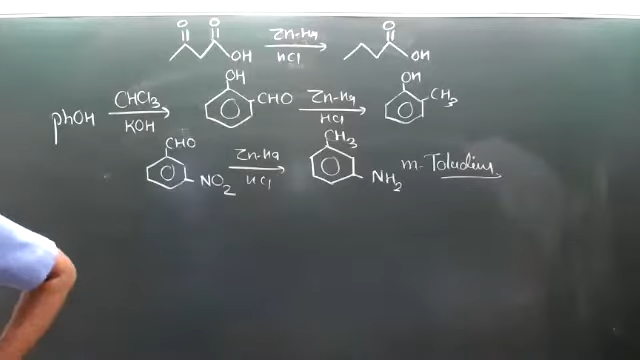 O O OH Zn-Hg HCl O OH
phOH CHCl3 KOH OH CHO Zn-Hg HCl OH CH3
CHO NO2 Zn-Hg HCl CH3 NH2 m-Toludine